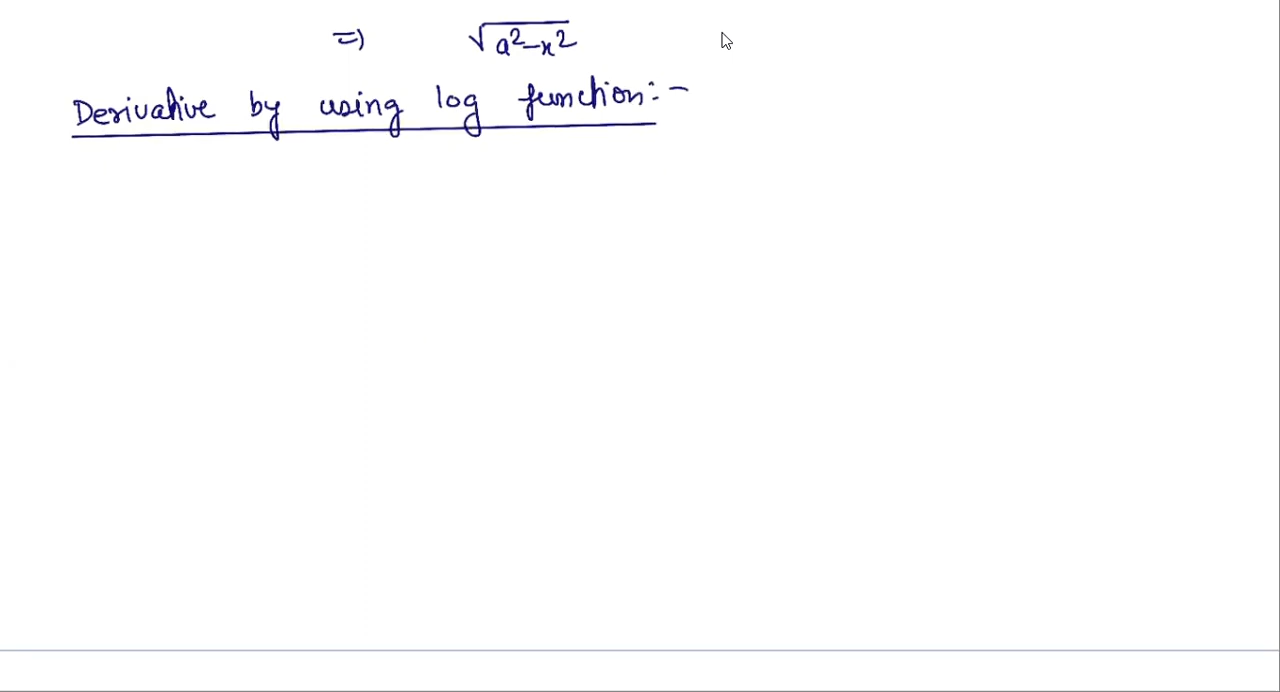 =) √a²-x²
Derivative by using log function:-